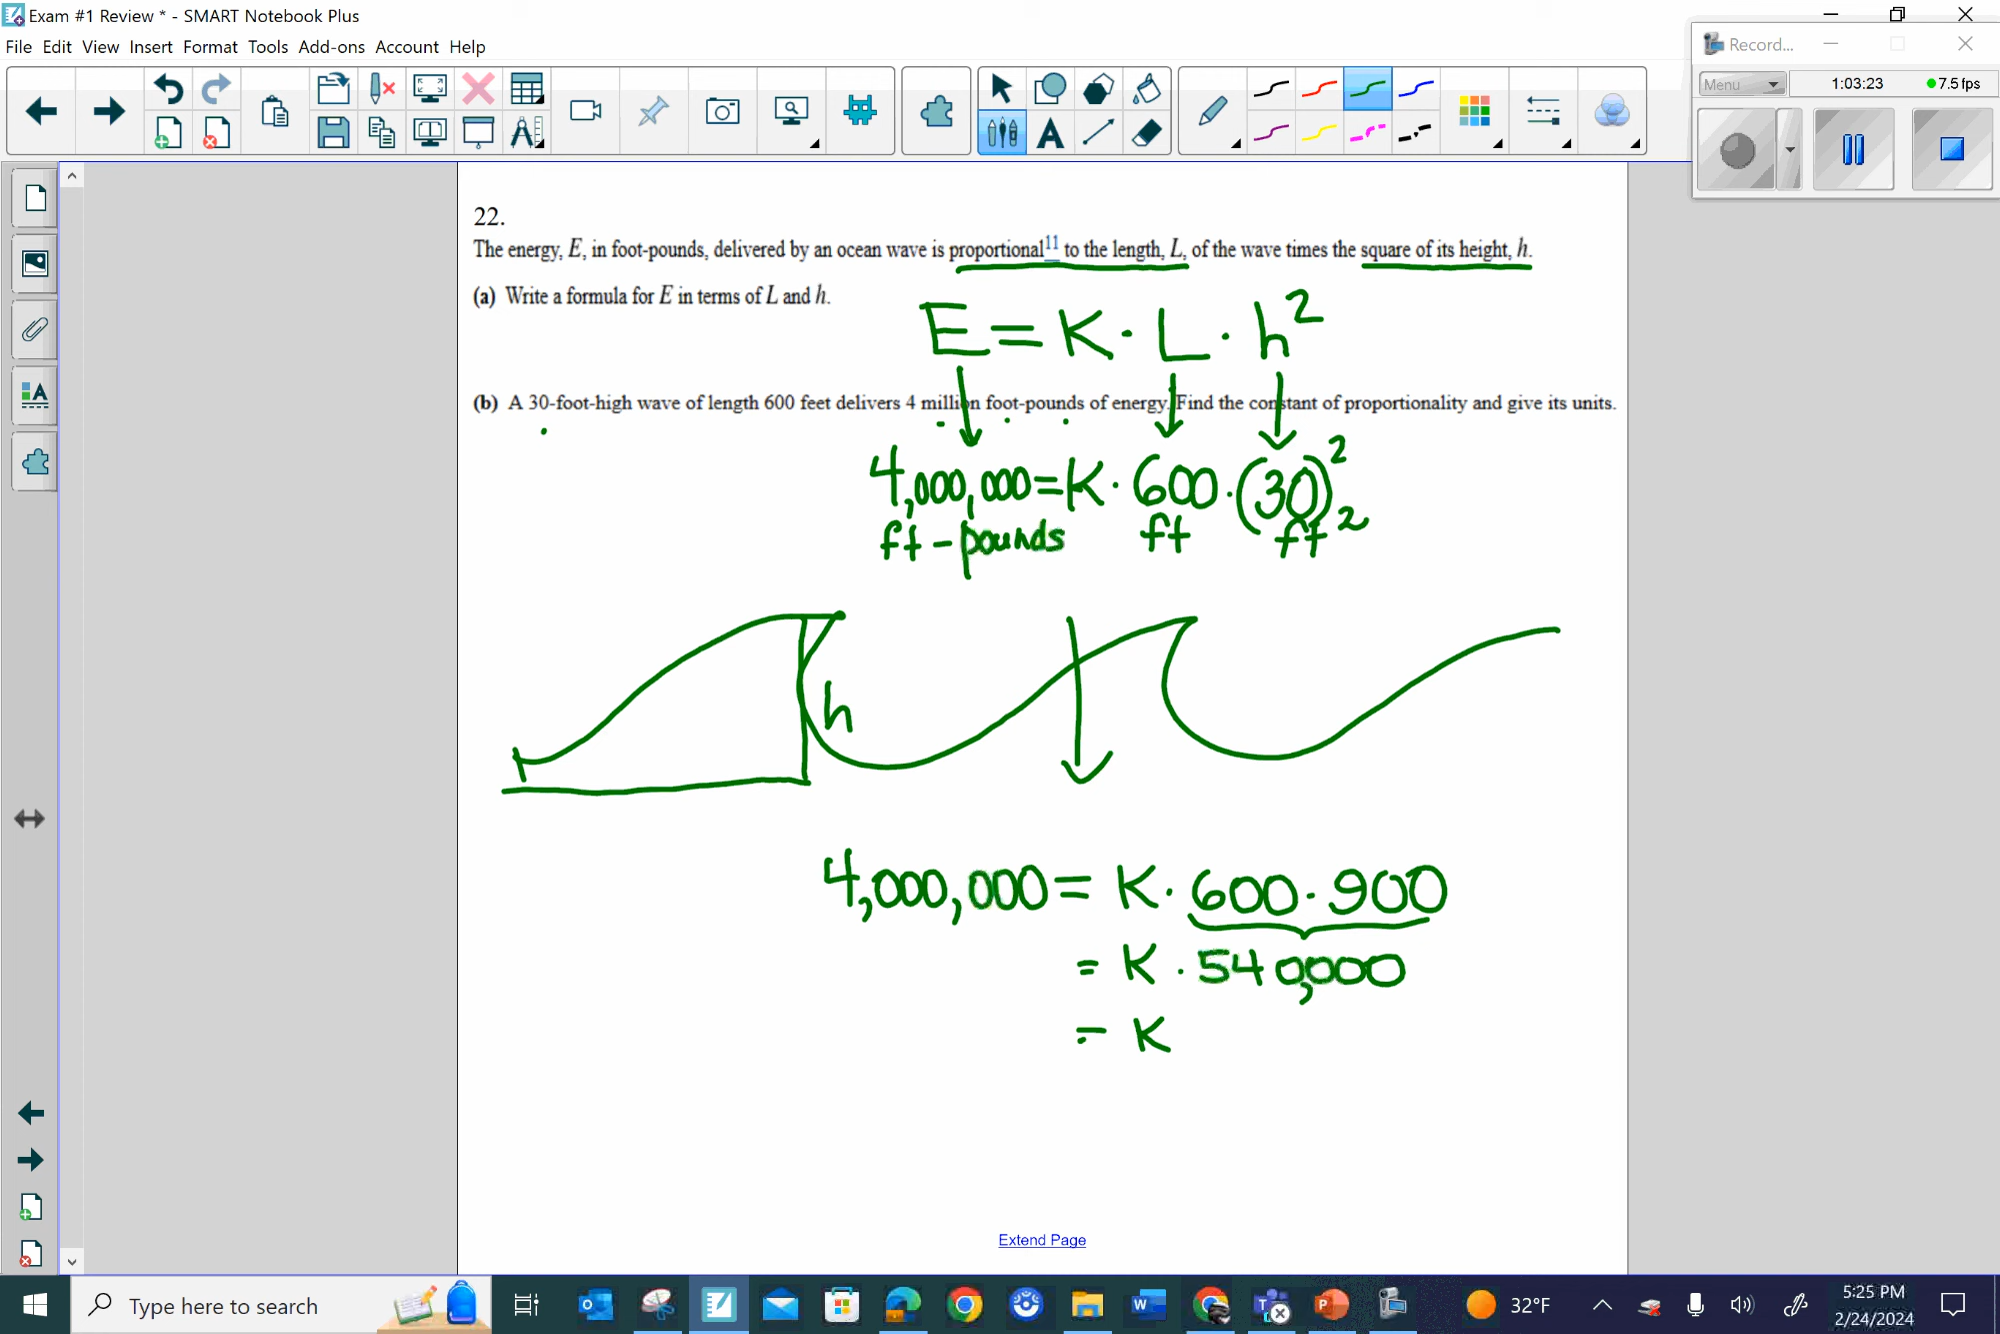 Exam #1 Review * - SMART Notebook Plus
File Edit View Insert Format Tools Add-ons Account Help
Record...
Menu 1:03:23 7.5 fps
22.
The energy, E, in foot-pounds, delivered by an ocean wave is proportional¹¹ to the length, L, of the wave times the square of its height, h.
(a) Write a formula for E in terms of L and h.
E = K · L · h²
(b) A 30-foot-high wave of length 600 feet delivers 4 million foot-pounds of energy. Find the constant of proportionality and give its units.
4,000,000 = K · 600 · (30)²
ft - pounds ft ft²
h
4,000,000 = K · 600 · 900
= K · 540,000
= K
Extend Page
Type here to search
32°F
5:25 PM
2/24/2024